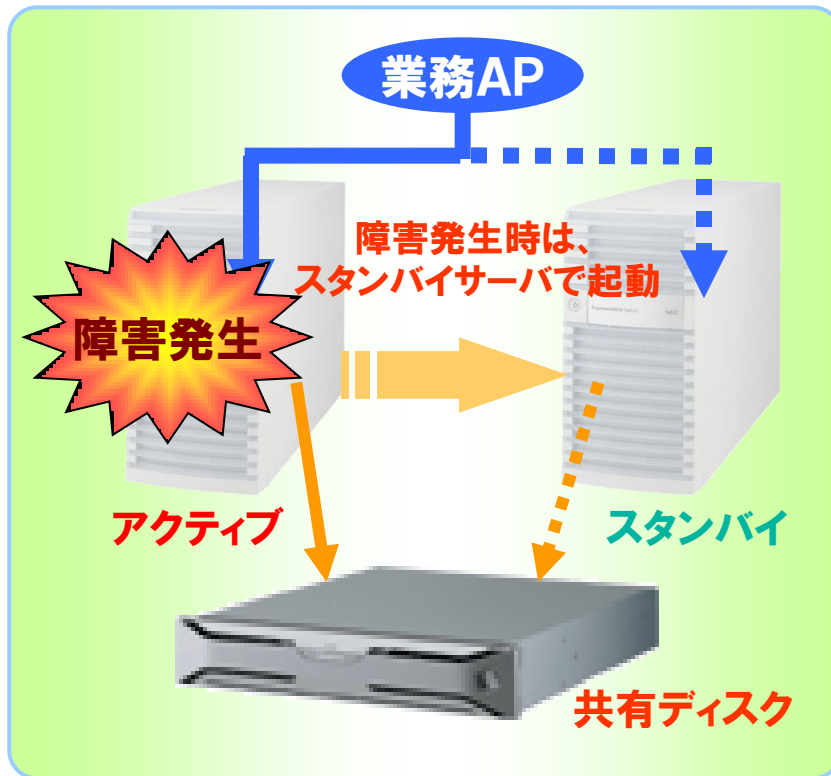 業務AP
障害発生時は、
スタンバイサーバで起動
障害発生
NEC
アクティブ
スタンバイ
共有ディスク